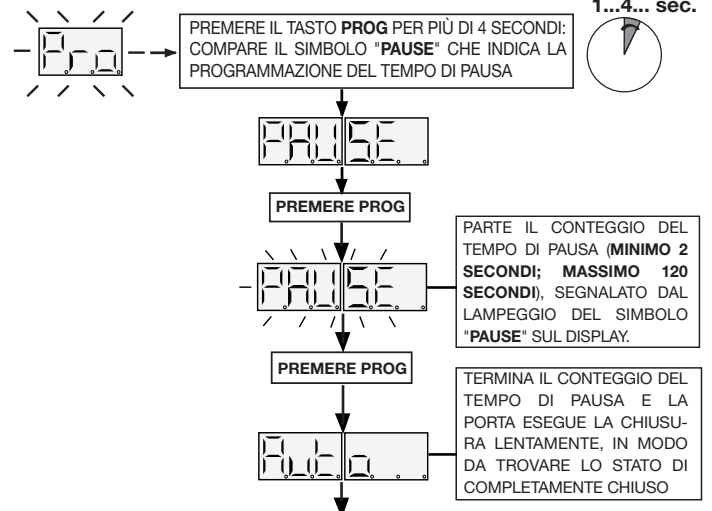 1...4... sec.
Pro
PREMERE IL TASTO PROG PER PIÙ DI 4 SECONDI:
COMPARE IL SIMBOLO "PAUSE" CHE INDICA LA
PROGRAMMAZIONE DEL TEMPO DI PAUSA
PAUSE
PREMERE PROG
PAUSE
PARTE IL CONTEGGIO DEL
TEMPO DI PAUSA (MINIMO 2
SECONDI; MASSIMO 120
SECONDI), SEGNALATO DAL
LAMPEGGIO DEL SIMBOLO
"PAUSE" SUL DISPLAY.
PREMERE PROG
Auto
TERMINA IL CONTEGGIO DEL
TEMPO DI PAUSA E LA
PORTA ESEGUE LA CHIUSU-
RA LENTAMENTE, IN MODO
DA TROVARE LO STATO DI
COMPLETAMENTE CHIUSO